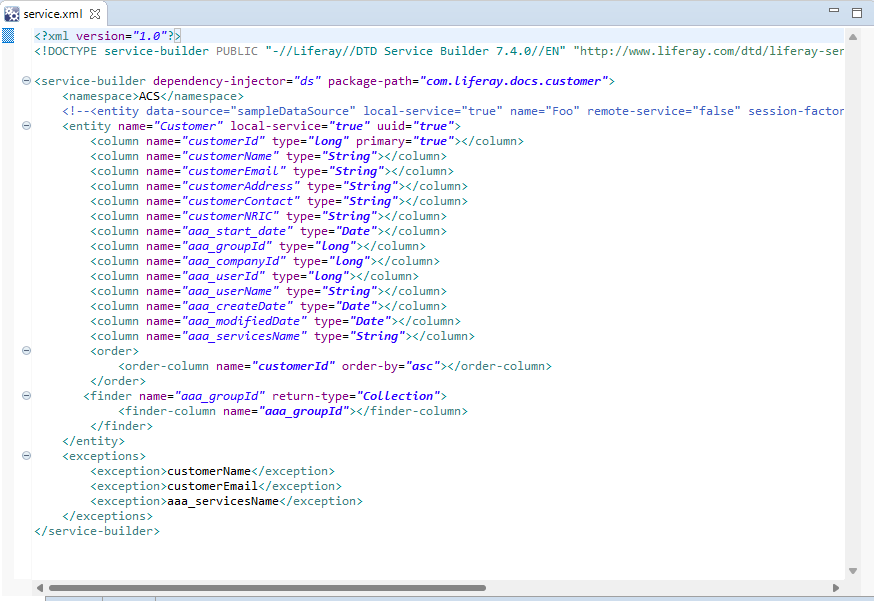 service.xml
<?xml version="1.0"?>
<!DOCTYPE service-builder PUBLIC "-//Liferay//DTD Service Builder 7.4.0//EN" "http://www.liferay.com/dtd/liferay-ser
<service-builder dependency-injector="ds" package-path="com.liferay.docs.customer">
<namespace>ACS</namespace>
<!--<entity data-source="sampleDataSource" local-service="true" name="Foo" remote-service="false" session-factor
<entity name="Customer" local-service="true" uuid="true">
<column name="customerId" type="long" primary="true"></column>
<column name="customerName" type="String"></column>
<column name="customerEmail" type="String"></column>
<column name="customerAddress" type="String"></column>
<column name="customerContact" type="String"></column>
<column name="customerNRIC" type="String"></column>
<column name="aaa_start_date" type="Date"></column>
<column name="aaa_groupId" type="long"></column>
<column name="aaa_companyId" type="long"></column>
<column name="aaa_userId" type="long"></column>
<column name="aaa_userName" type="String"></column>
<column name="aaa_createDate" type="Date"></column>
<column name="aaa_modifiedDate" type="Date"></column>
<column name="aaa_servicesName" type="String"></column>
<order>
<order-column name="customerId" order-by="asc"></order-column>
</order>
<finder name="aaa_groupId" return-type="Collection">
<finder-column name="aaa_groupId"></finder-column>
</finder>
</entity>
<exceptions>
<exception>customerName</exception>
<exception>customerEmail</exception>
<exception>aaa_servicesName</exception>
</exceptions>
</service-builder>